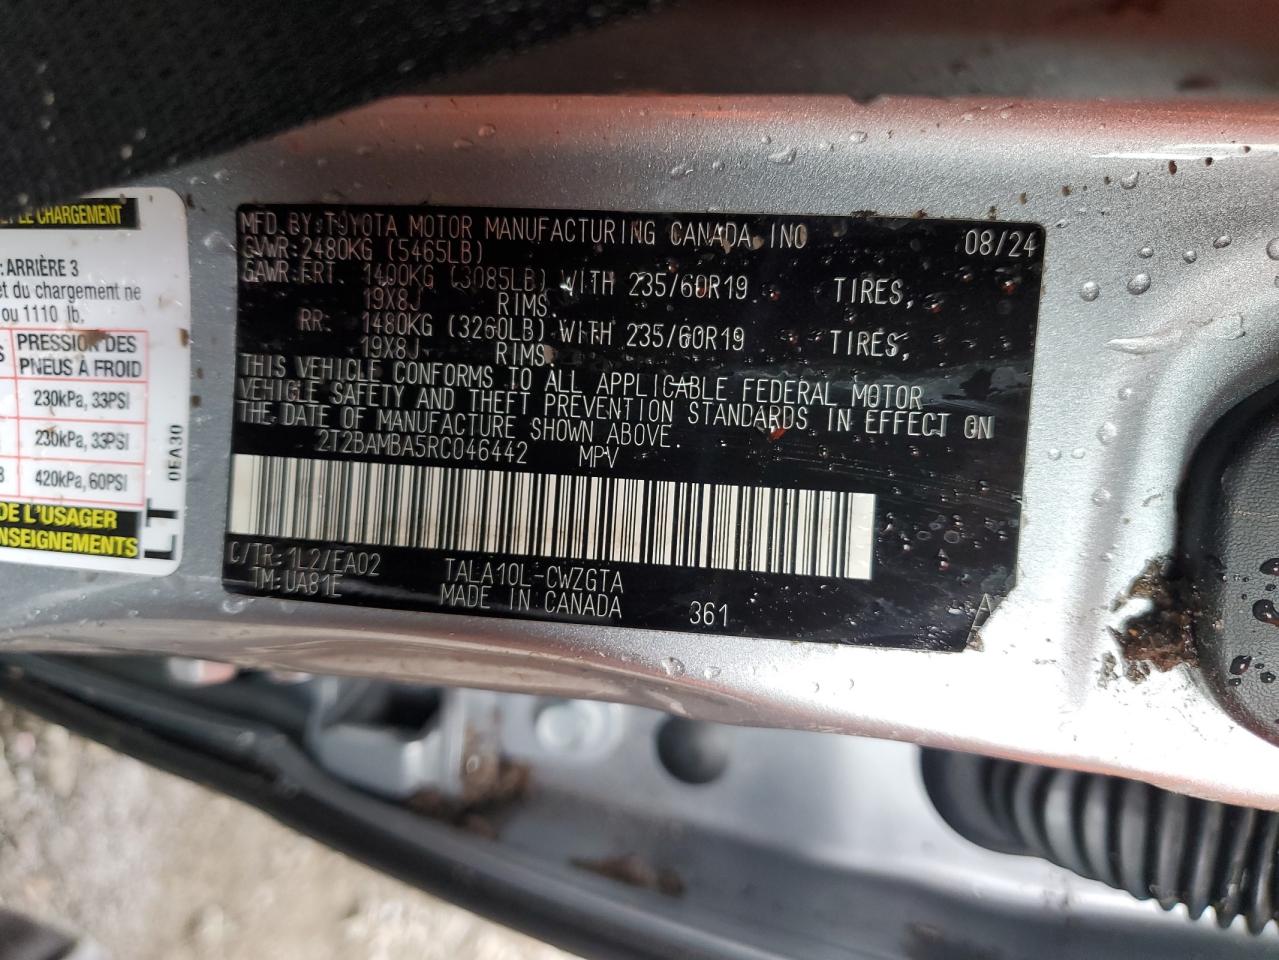 ET LE CHARGEMENT
: ARRIÈRE 3
et du chargement ne
ou 1110 lb.
PRESSION DES
PNEUS À FROID
230kPa, 33PSI
230kPa, 33PSI
420kPa, 60PSI
DE L'USAGER
LT
0EA30
MFD. BY: TOYOTA MOTOR MANUFACTURING CANADA INC 08/24
GVWR: 2480KG (5465LB)
GAWR: FRT. 1400KG (3085LB) WITH 235/60R19 TIRES,
19X8J RIMS.
RR: 1480KG (3260LB) WITH 235/60R19 TIRES,
19X8J RIMS.
THIS VEHICLE CONFORMS TO ALL APPLICABLE FEDERAL MOTOR
VEHICLE SAFETY AND THEFT PREVENTION STANDARDS IN EFFECT ON
THE DATE OF MANUFACTURE SHOWN ABOVE.
2T2BAMBA5RC046442 MPV
C/TR: 1L2/EA02 TALA10L-CWZGTA
TM: UA81E MADE IN CANADA 361